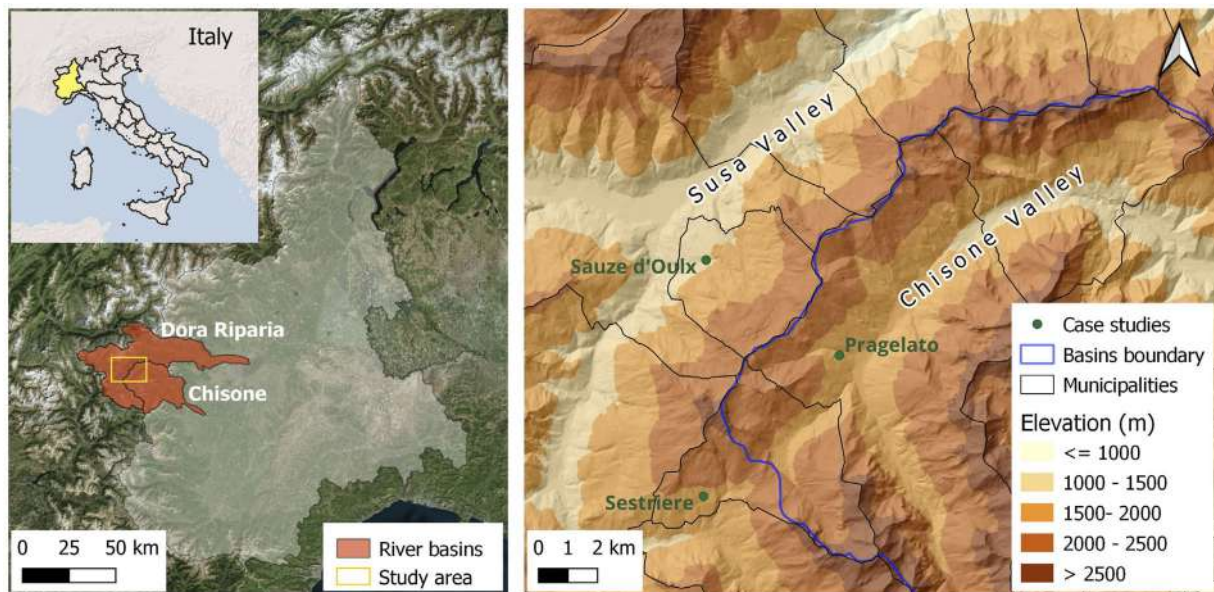 Italy
Dora Riparia
Chisone
0 25 50 km
River basins
Study area
Susa Valley
Chisone Valley
Sauze d'Oulx
Pragelato
Sestriere
0 1 2 km
Case studies
Basins boundary
Municipalities
Elevation (m)
<= 1000
1000 - 1500
1500- 2000
2000 - 2500
> 2500